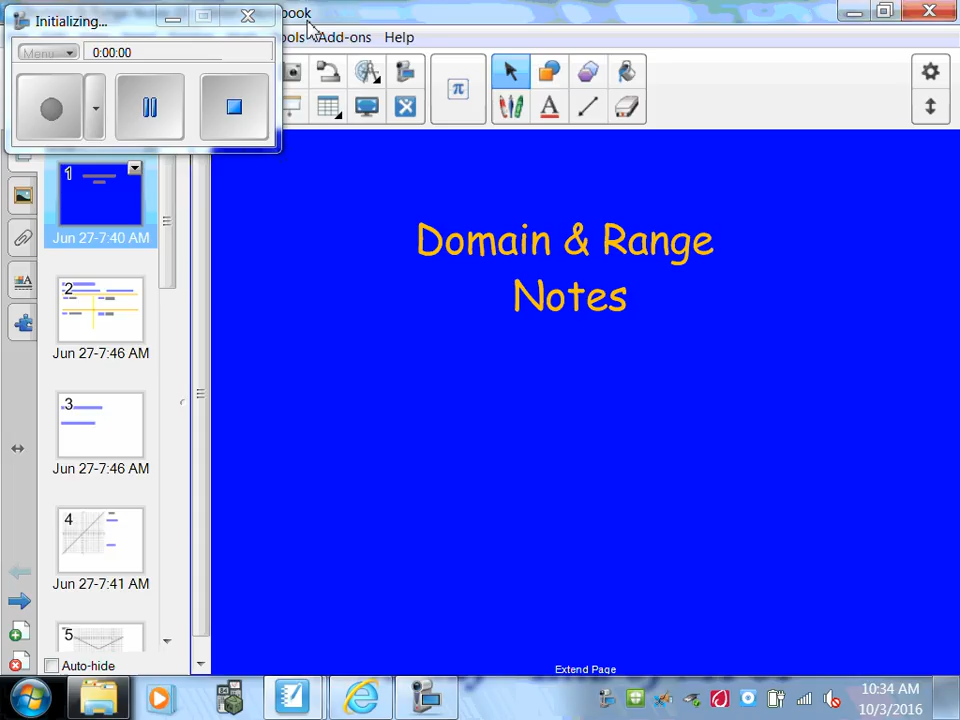 Initializing...
book
Menu
0:00:00
ools
Add-ons
Help
π
A
1
Jun 27-7:40 AM
2
Jun 27-7:46 AM
3
Jun 27-7:46 AM
4
Jun 27-7:41 AM
5
Auto-hide
Domain & Range
Notes
Extend Page
10:34 AM
10/3/2016